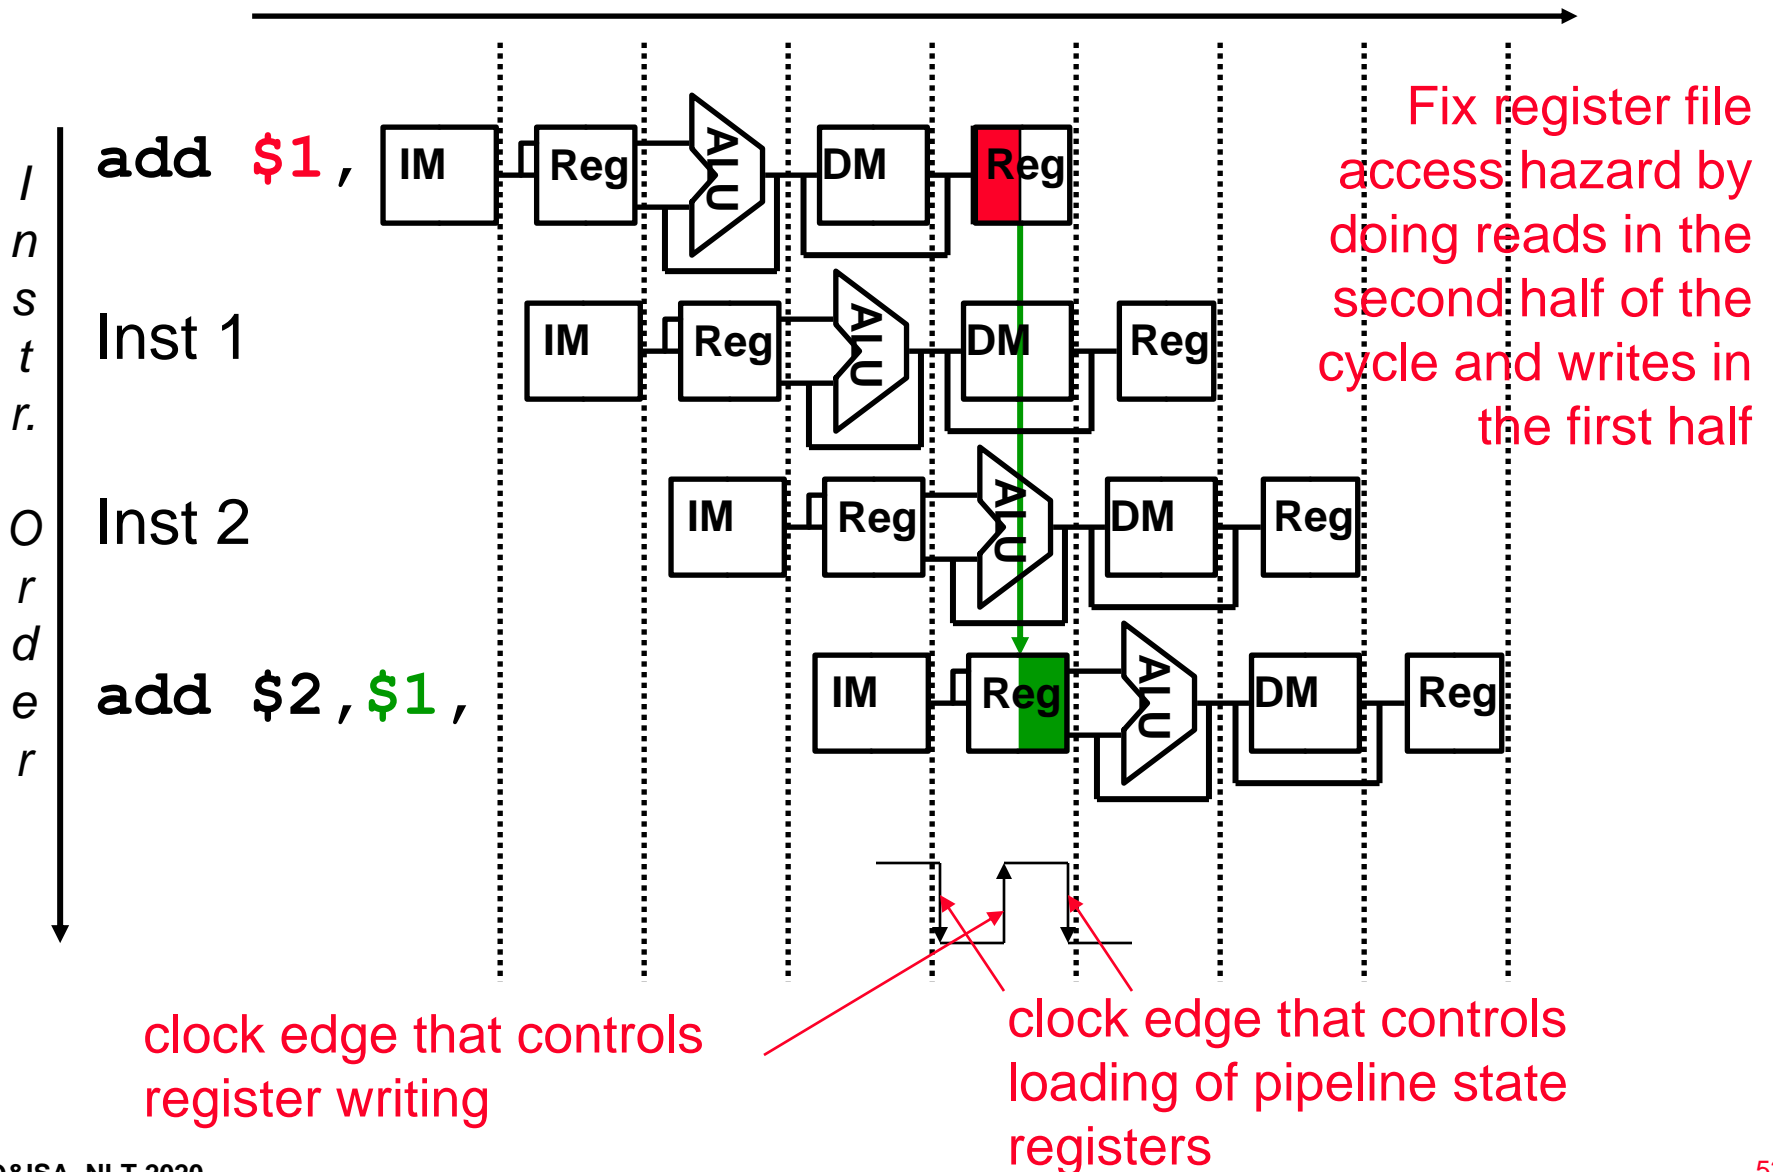 Instr. Order
add $1,
IM Reg ALU DM Reg
Inst 1
IM Reg ALU DM Reg
Inst 2
IM Reg ALU DM Reg
add $2,$1,
IM Reg ALU DM Reg
Fix register file
access hazard by
doing reads in the
second half of the
cycle and writes in
the first half
clock edge that controls
register writing
clock edge that controls
loading of pipeline state
registers